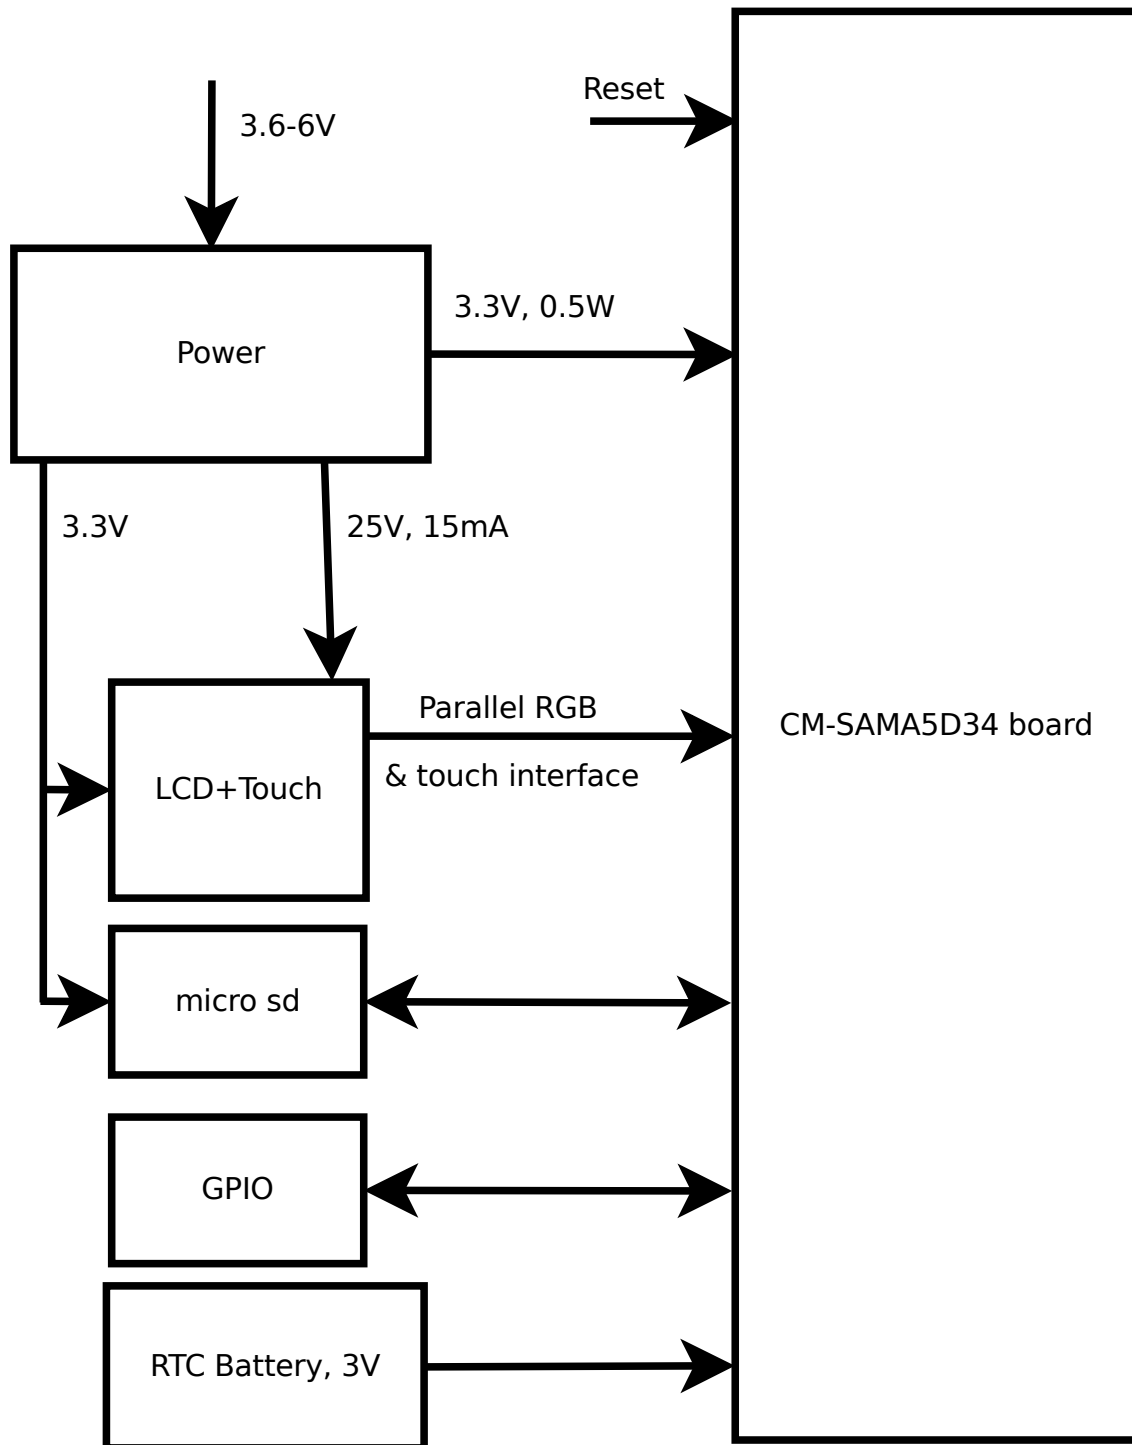 Reset
3.6-6V
3.3V, 0.5W
Power
3.3V
25V, 15mA
Parallel RGB
CM-SAMA5D34 board
& touch interface
LCD+Touch
micro sd
GPIO
RTC Battery, 3V